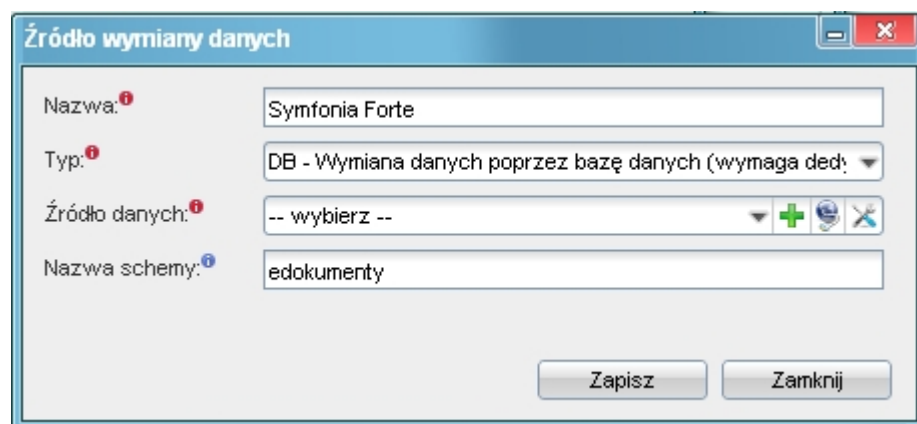 Źródło wymiany danych
Nazwa:
Symfonia Forte
Typ:
DB - Wymiana danych poprzez bazę danych (wymaga
Źródło danych:
-- wybierz --
Nazwa schemy:
edokumenty
Zapisz
Zamknij